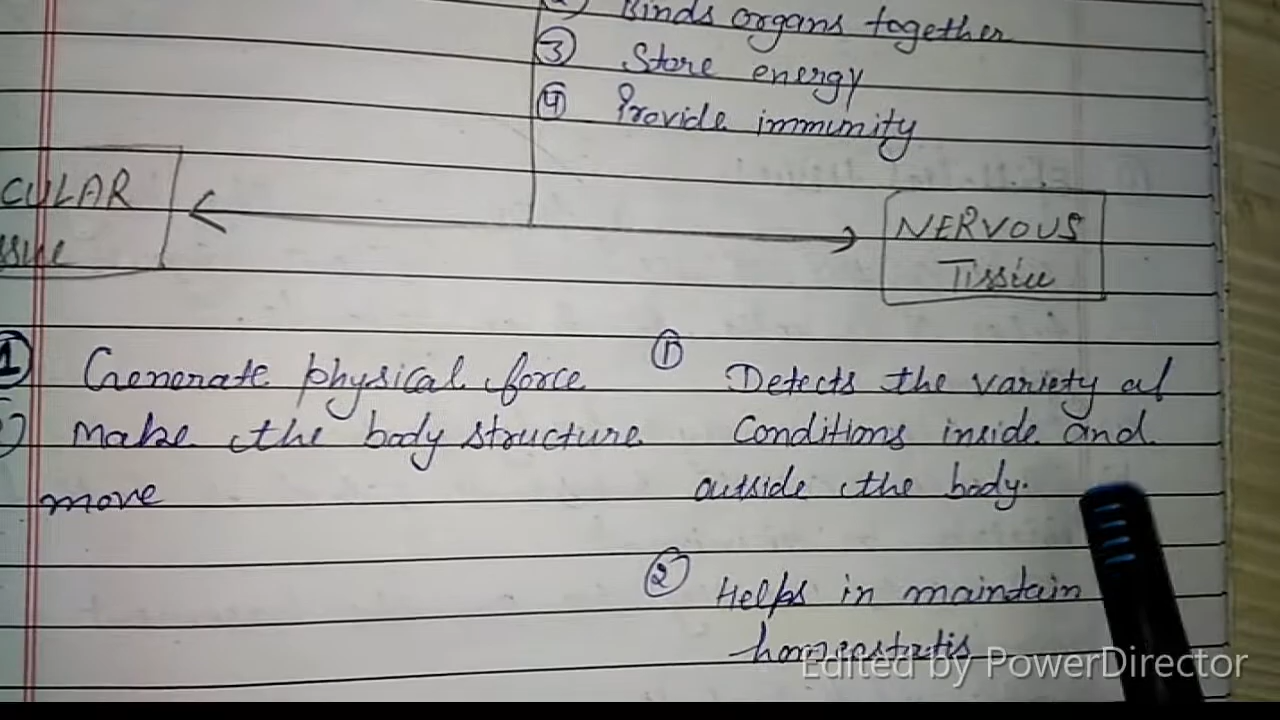 Binds organs together
③ Store energy
④ Provide immunity
CULAR
ssue
NERVOUS
Tissue
① Generate physical force
make the body structure
move
① Detects the variety of
Conditions inside and
outside the body.
② Helps in maintain
homeostatis
Edited by PowerDirector